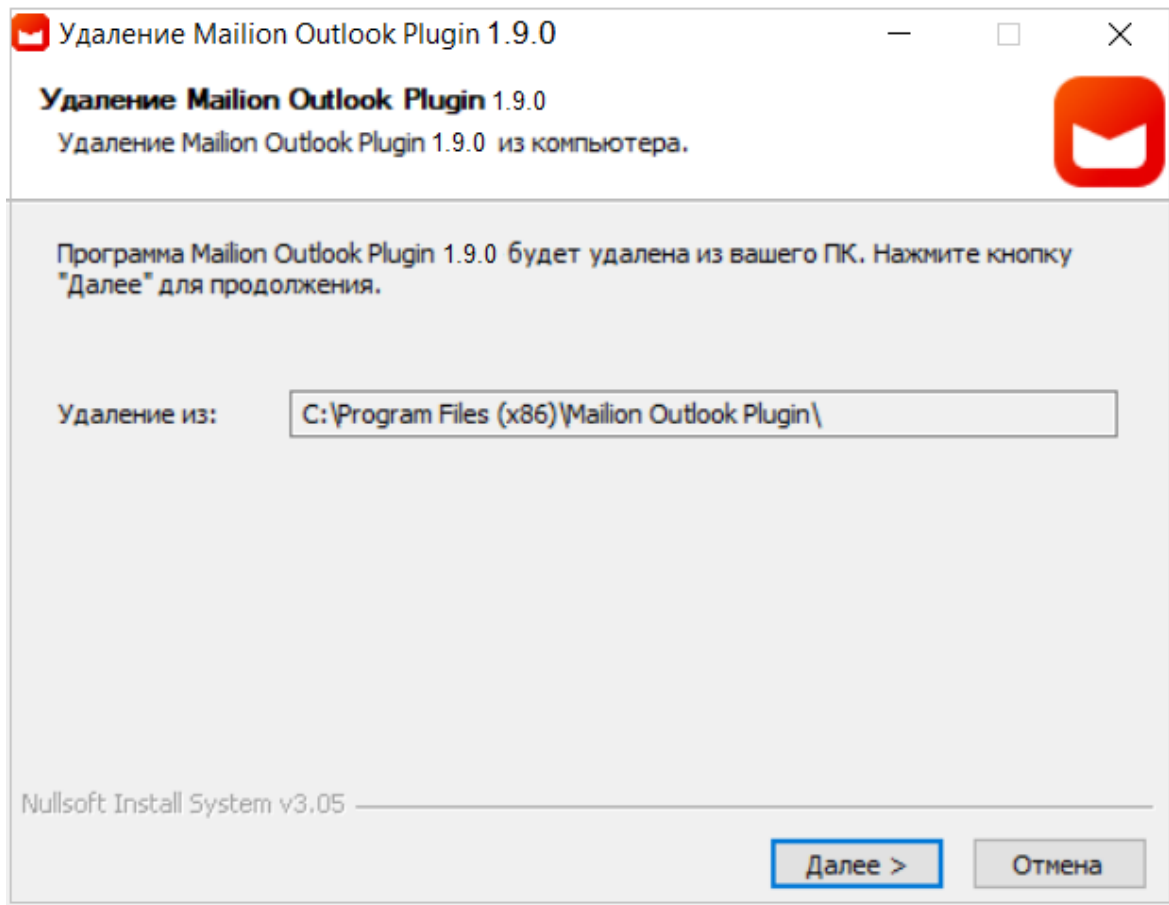 Удаление Mailion Outlook Plugin 1.9.0
Удаление Mailion Outlook Plugin 1.9.0
Удаление Mailion Outlook Plugin 1.9.0 из компьютера.
Программа Mailion Outlook Plugin 1.9.0 будет удалена из вашего ПК. Нажмите кнопку
"Далее" для продолжения.
Удаление из: C:\Program Files (x86)\Mailion Outlook Plugin\
Nullsoft Install System v3.05
Далее > Отмена